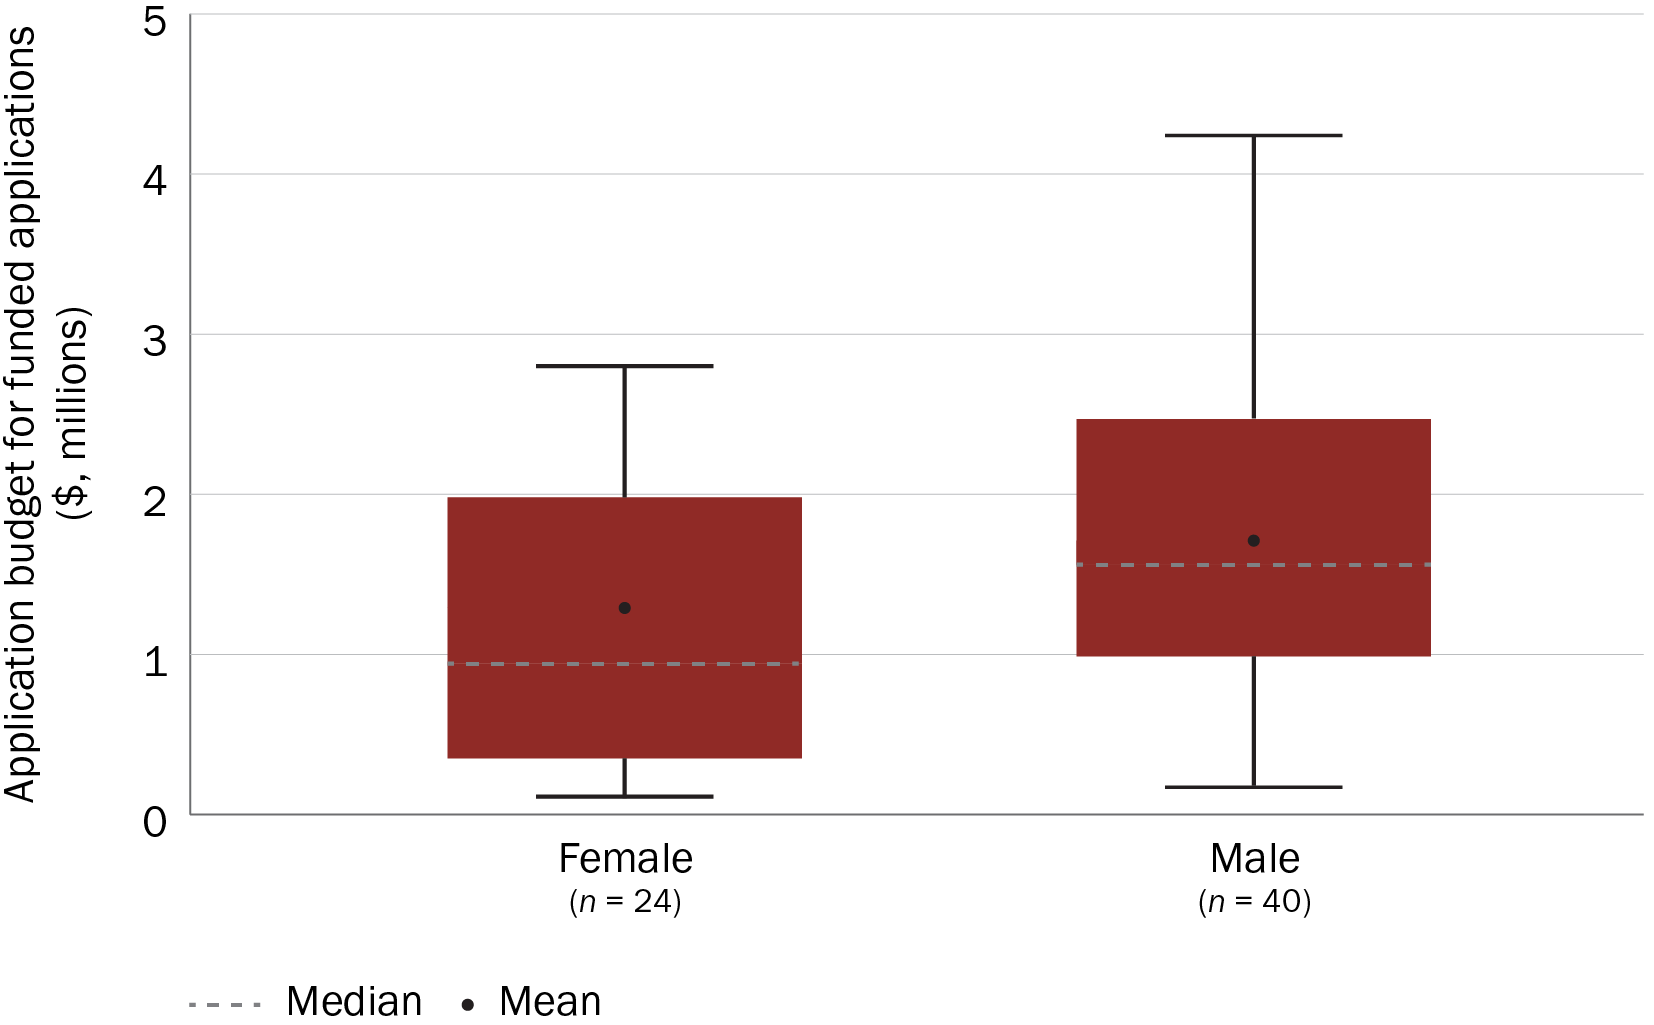 Application budget for funded applications
($, millions)
5
4
3
2
1
0
Female
(n = 24)
Male
(n = 40)
Median
Mean